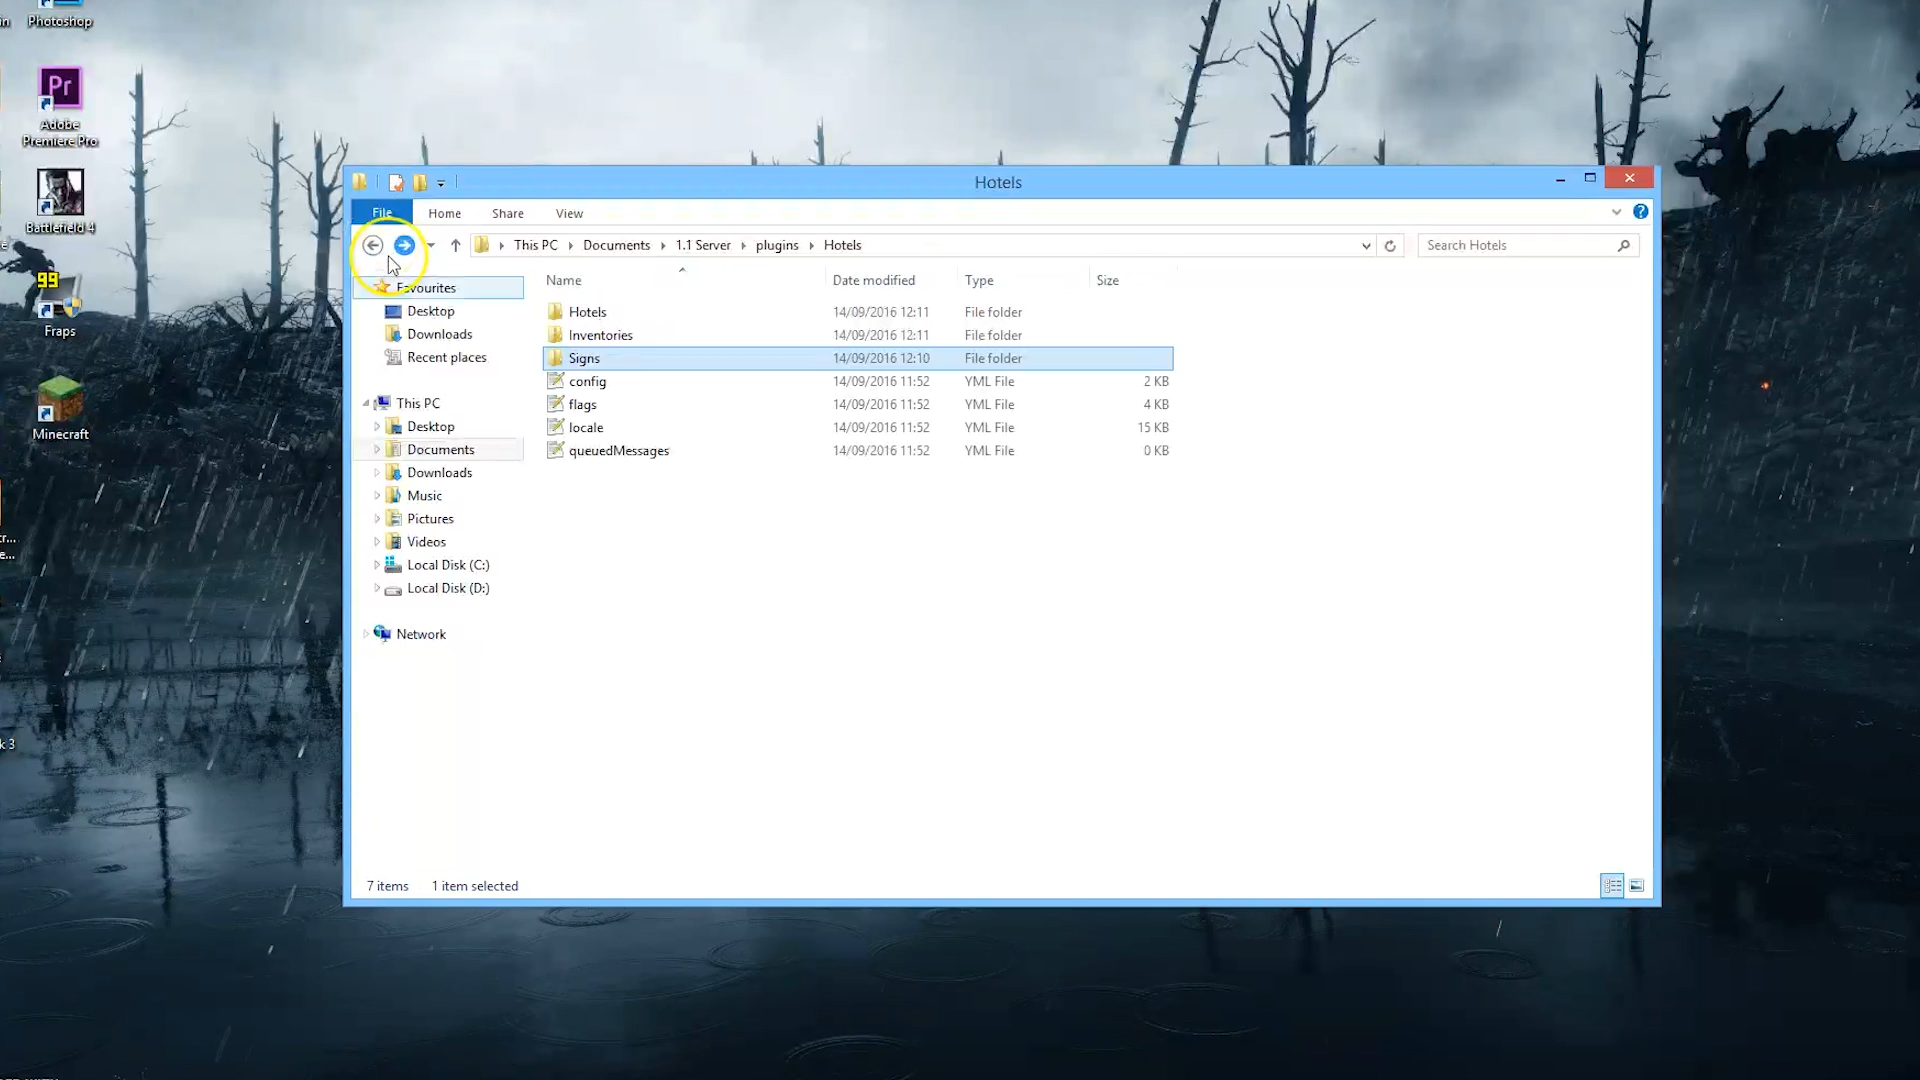 Photoshop
Pr
Adobe
Premiere Pro
Battlefield 4
99
Fraps
Minecraft
k 3
Hotels
File Home Share View
This PC Documents 1.1 Server plugins Hotels
Search Hotels
Name Date modified Type Size
Favourites
Desktop
Downloads
Recent places
This PC
Desktop
Documents
Downloads
Music
Pictures
Videos
Local Disk (C:)
Local Disk (D:)
Network
Hotels 14/09/2016 12:11 File folder
Inventories 14/09/2016 12:11 File folder
Signs 14/09/2016 12:10 File folder
config 14/09/2016 11:52 YML File 2 KB
flags 14/09/2016 11:52 YML File 4 KB
locale 14/09/2016 11:52 YML File 15 KB
queuedMessages 14/09/2016 11:52 YML File 0 KB
7 items 1 item selected